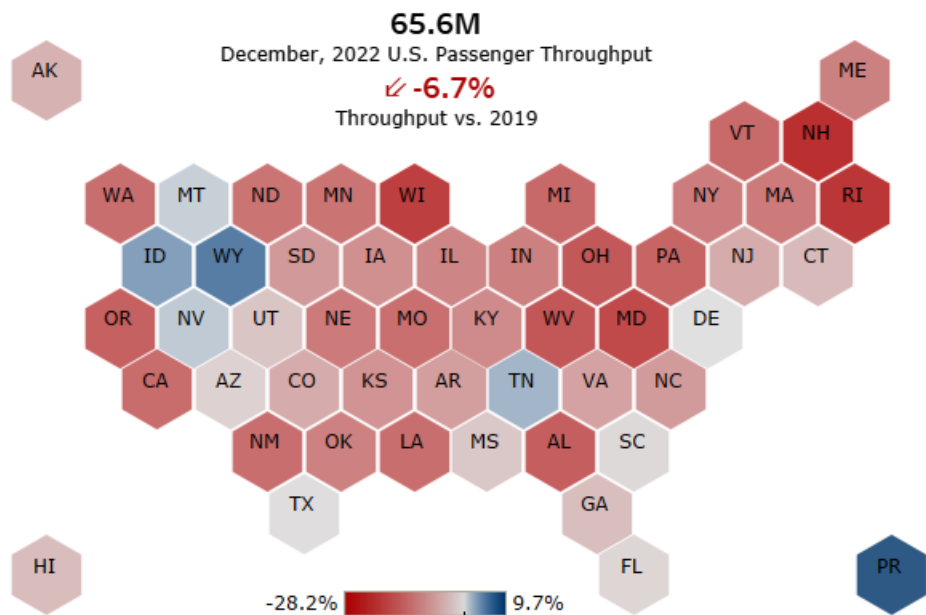 65.6M
December, 2022 U.S. Passenger Throughput
-6.7%
Throughput vs. 2019
AK
ME
VT NH
WA MT ND MN WI MI NY MA RI
ID WY SD IA IL IN OH PA NJ CT
OR NV UT NE MO KY WV MD DE
CA AZ CO KS AR TN VA NC
NM OK LA MS AL SC
TX GA
HI FL PR
-28.2% 9.7%